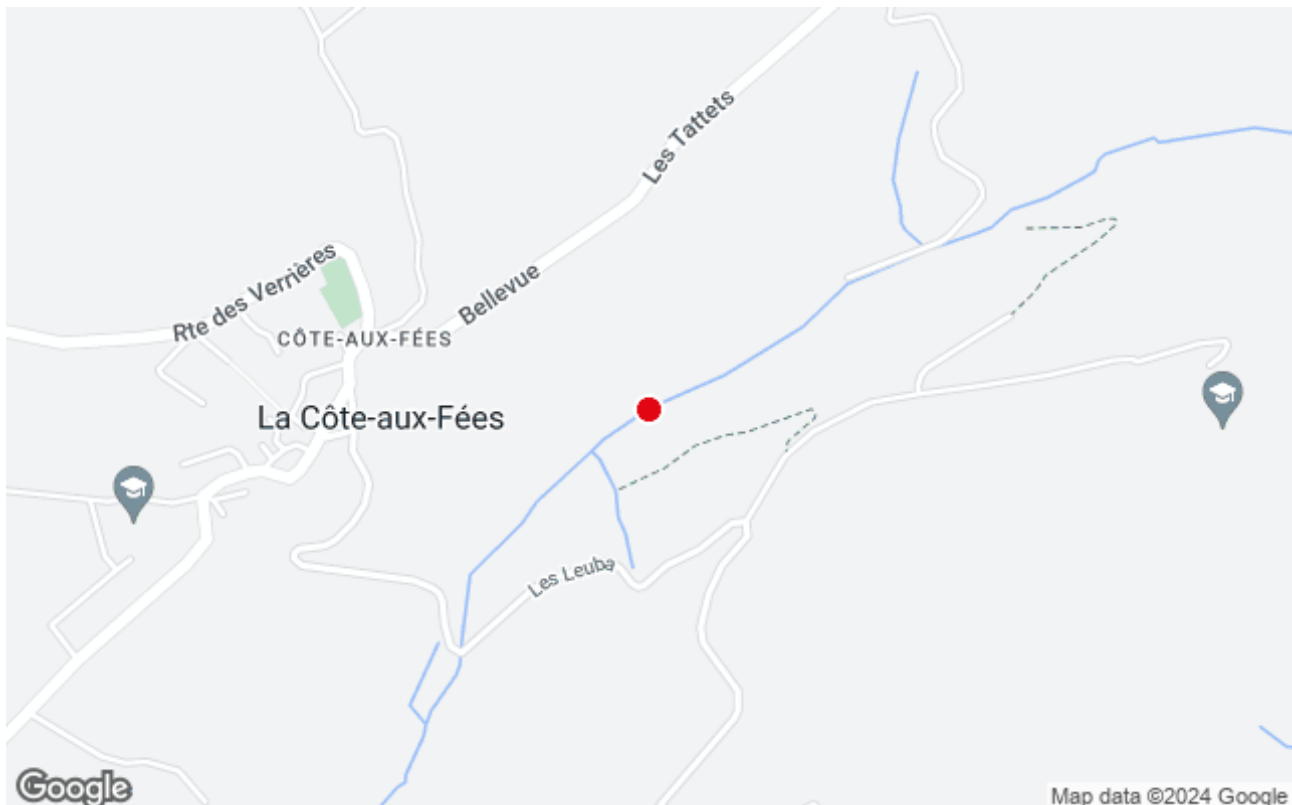 Les Tattets
Bellevue
Rte des Verrières
CÔTE-AUX-FÉES
La Côte-aux-Fées
Les Leuba
Google
Map data ©2024 Google